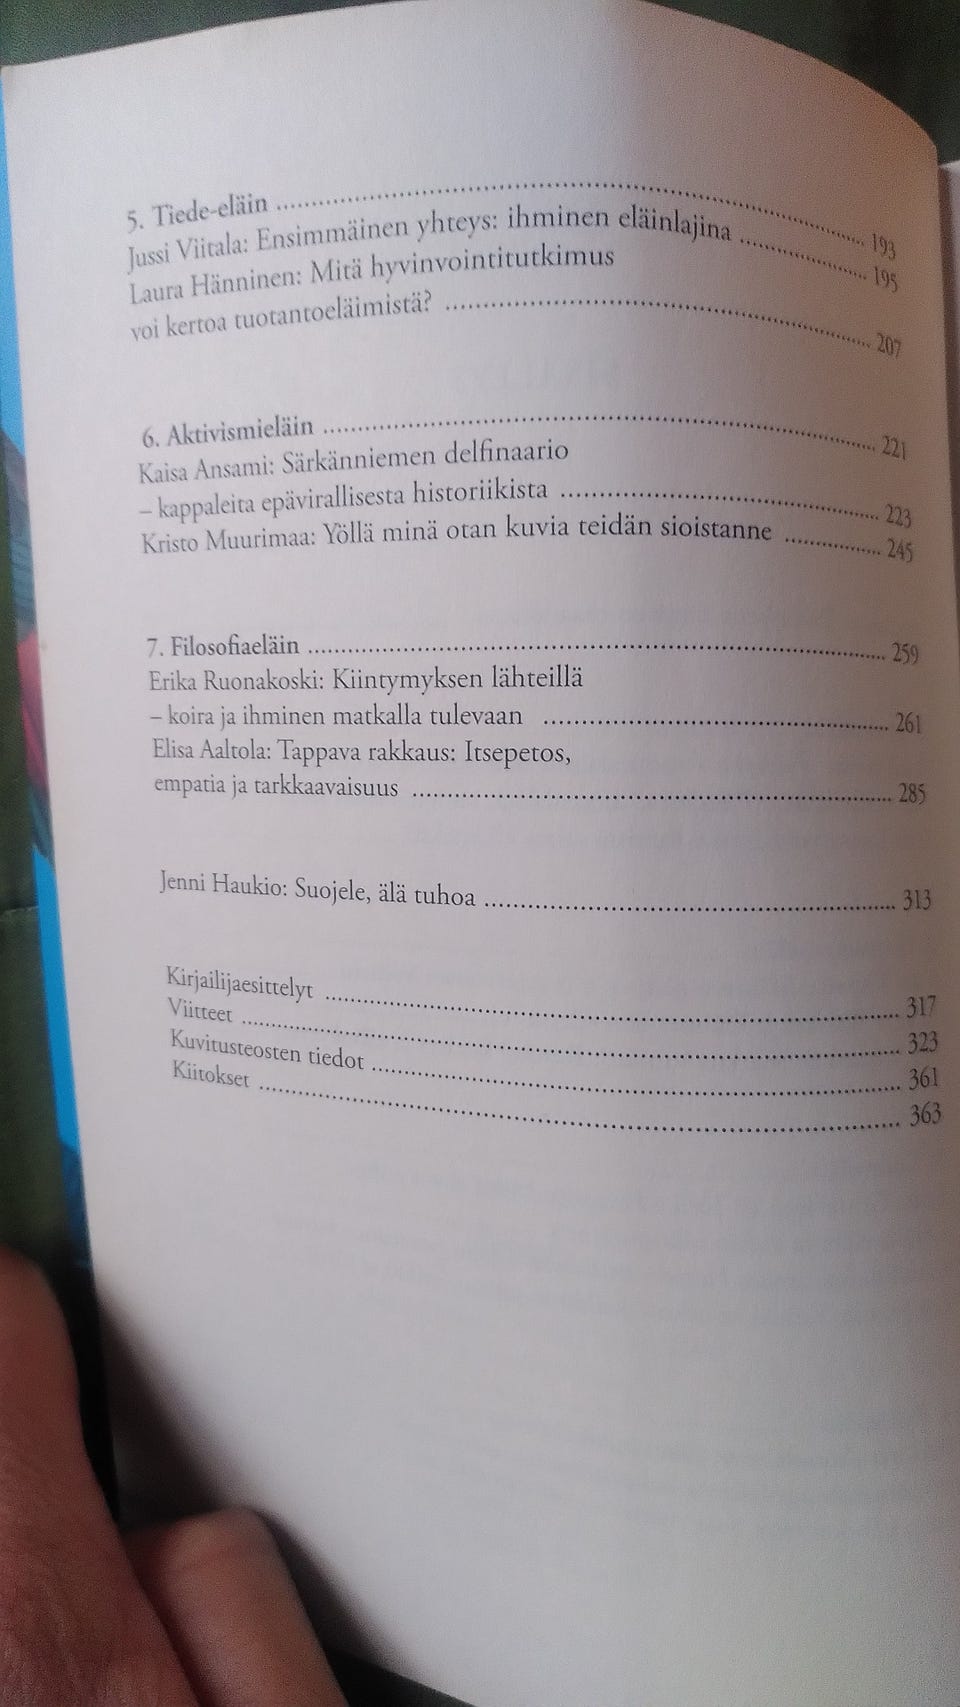 5. Tiede-eläin ........ 193
Jussi Viitala: Ensimmäinen yhteys: ihminen eläinlajina ........ 195
Laura Hänninen: Mitä hyvinvointitutkimus
voi kertoa tuotantoeläimistä? ........ 207
6. Aktivismieläin ........ 221
Kaisa Ansami: Särkänniemen delfinaario
– kappaleita epävirallisesta historiikista ........ 223
Kristo Muurimaa: Yöllä minä otan kuvia teidän sioistanne ........ 245
7. Filosofiaeläin ........ 259
Erika Ruonakoski: Kiintymyksen lähteillä
– koira ja ihminen matkalla tulevaan ........ 261
Elisa Aaltola: Tappava rakkaus: Itsepetos,
empatia ja tarkkaavaisuus ........ 285
Jenni Haukio: Suojele, älä tuhoa ........ 313
Kirjailijaesittelyt ........ 317
Viitteet ........ 323
Kuvitusteosten tiedot ........ 361
Kiitokset ........ 363